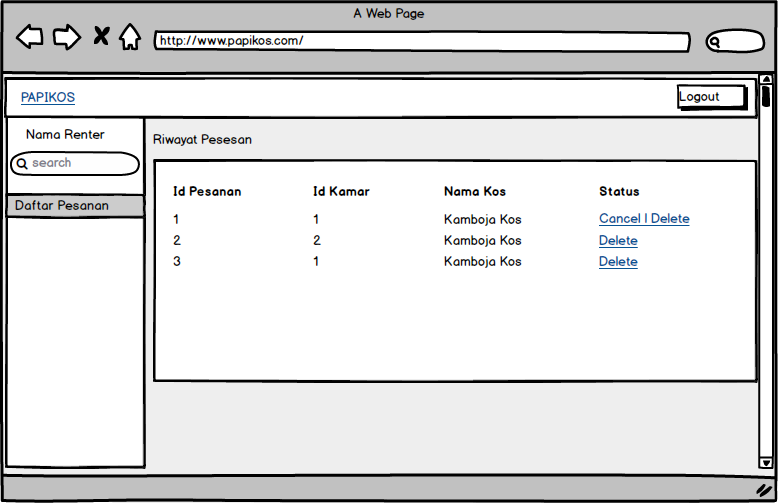 A Web Page
http://www.papikos.com/
PAPIKOS
Logout
Nama Renter
search
Daftar Pesanan
Riwayat Pesesan
Id Pesanan Id Kamar Nama Kos Status
1 1 Kamboja Kos Cancel | Delete
2 2 Kamboja Kos Delete
3 1 Kamboja Kos Delete